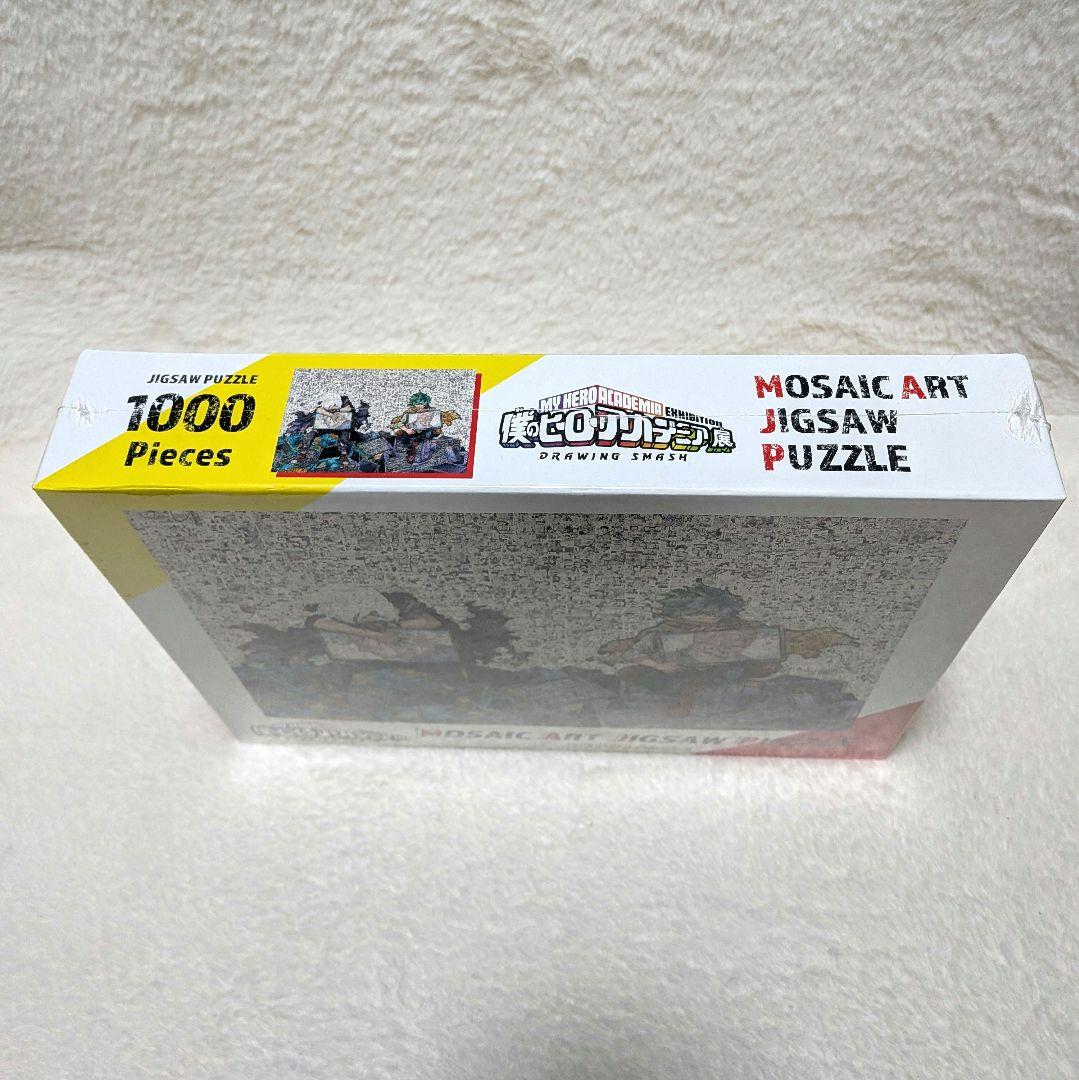 JIGSAW PUZZLE
1000
Pieces
MY HERO ACADEMIA EXHIBITION
僕のヒーローアカデミア展
DRAWING SMASH
MOSAIC ART
JIGSAW
PUZZLE
MOSAIC ART JIGSAW PUZZLE